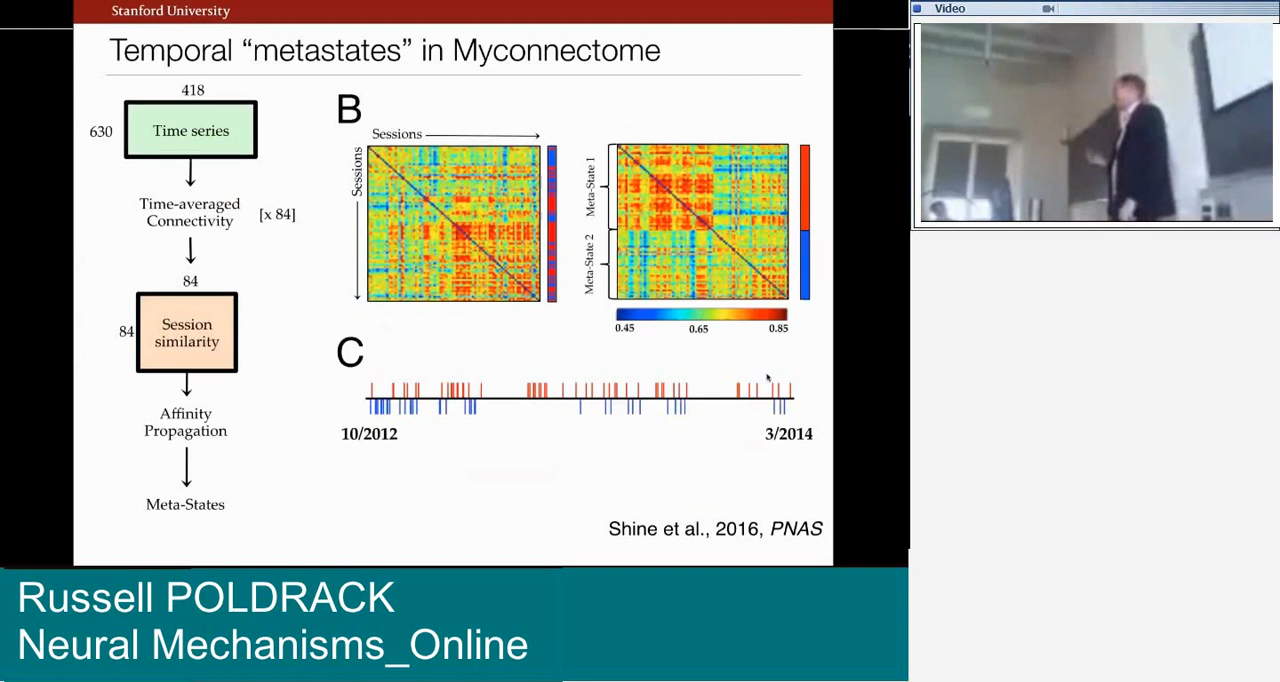 Stanford University
Temporal “metastates” in Myconnectome
418
630
Time series
Time-averaged
Connectivity
[x 84]
84
84
Session
similarity
Affinity
Propagation
Meta-States
B
Sessions
Sessions
Meta-State 1
Meta-State 2
0.45
0.65
0.85
C
10/2012
3/2014
Shine et al., 2016, PNAS
Video
Russell POLDRACK
Neural Mechanisms_Online